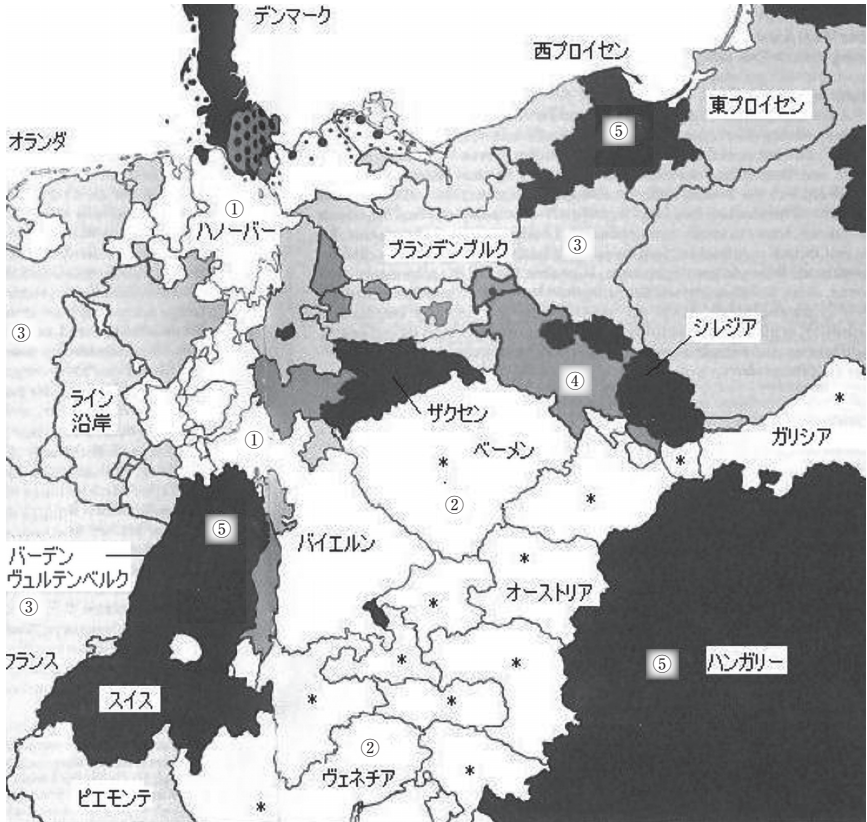 デンマーク
西プロイセン
東プロイセン
⑤
オランダ
①
ハノーバー
③
ブランデンブルク
シレジア
③
④
*
ライン
沿岸
ザクセン
ガリシア
①
ベーメン
*
*
②
*
⑤
バイエルン
*
バーデン
ヴュルテンベルク
オーストリア
*
③
フランス
*
*
⑤
ハンガリー
スイス
*
*
②
ヴェネチア
*
ピエモンテ
*